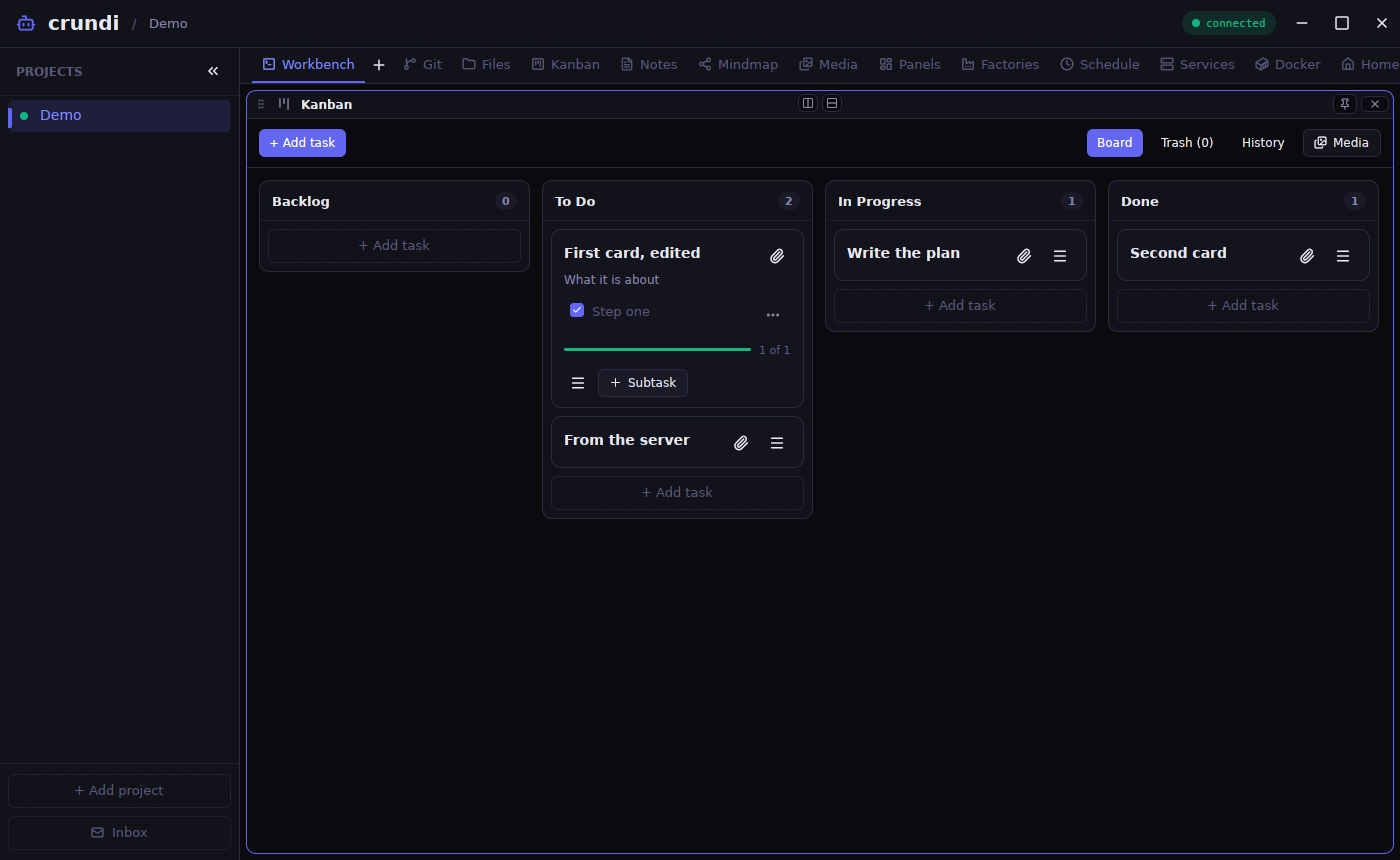 crundi / Demo
connected
PROJECTS
Workbench Git Files Kanban Notes Mindmap Media Panels Factories Schedule Services Docker Home
Demo
Kanban
+ Add task
Board Trash (0) History Media
Backlog 0
+ Add task
To Do 2
First card, edited
What it is about
Step one
1 of 1
+ Subtask
From the server
+ Add task
In Progress 1
Write the plan
+ Add task
Done 1
Second card
+ Add task
+ Add project
Inbox